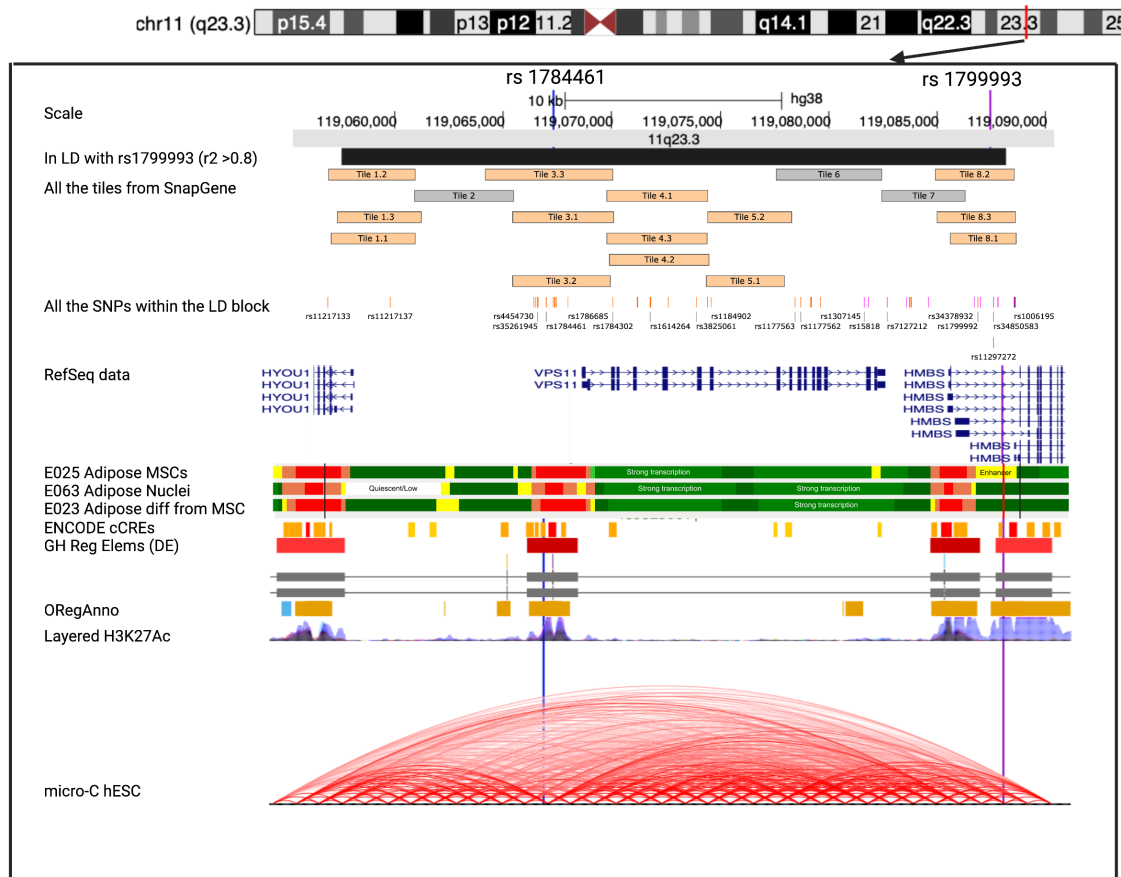 chr11 (q23.3) p15.4 p13 p12 11.2 q14.1 21 q22.3 23.3 25
rs 1784461 rs 1799993
Scale 10 kb hg38
119,060,000 119,065,000 119,070,000 119,075,000 119,080,000 119,085,000 119,090,000
11q23.3
In LD with rs1799993 (r2 >0.8)
All the tiles from SnapGene
Tile 1.2 Tile 3.3 Tile 6 Tile 8.2
Tile 2 Tile 4.1 Tile 7
Tile 1.3 Tile 3.1 Tile 5.2 Tile 8.3
Tile 1.1 Tile 4.3 Tile 8.1
Tile 4.2
Tile 3.2 Tile 5.1
All the SNPs within the LD block
rs11217133 rs11217137 rs4454730 rs1786685 rs1184902 rs1307145 rs34378932 rs1006195
rs35261945 rs1784461 rs1784302 rs1614264 rs3825061 rs1177563 rs1177562 rs15818 rs7127212 rs1799992 rs34850583
rs11297272
RefSeq data
HYOU1 VPS11 HMBS
HYOU1 VPS11 HMBS
HYOU1 HMBS
HYOU1 HMBS
HMBS
HMBS
HMBS
HMBS
E025 Adipose MSCs Strong transcription Enhancer
E063 Adipose Nuclei Quiescent/Low Strong transcription Strong transcription
E023 Adipose diff from MSC Strong transcription Strong transcription
ENCODE cCREs
GH Reg Elems (DE)
ORegAnno
Layered H3K27Ac
micro-C hESC